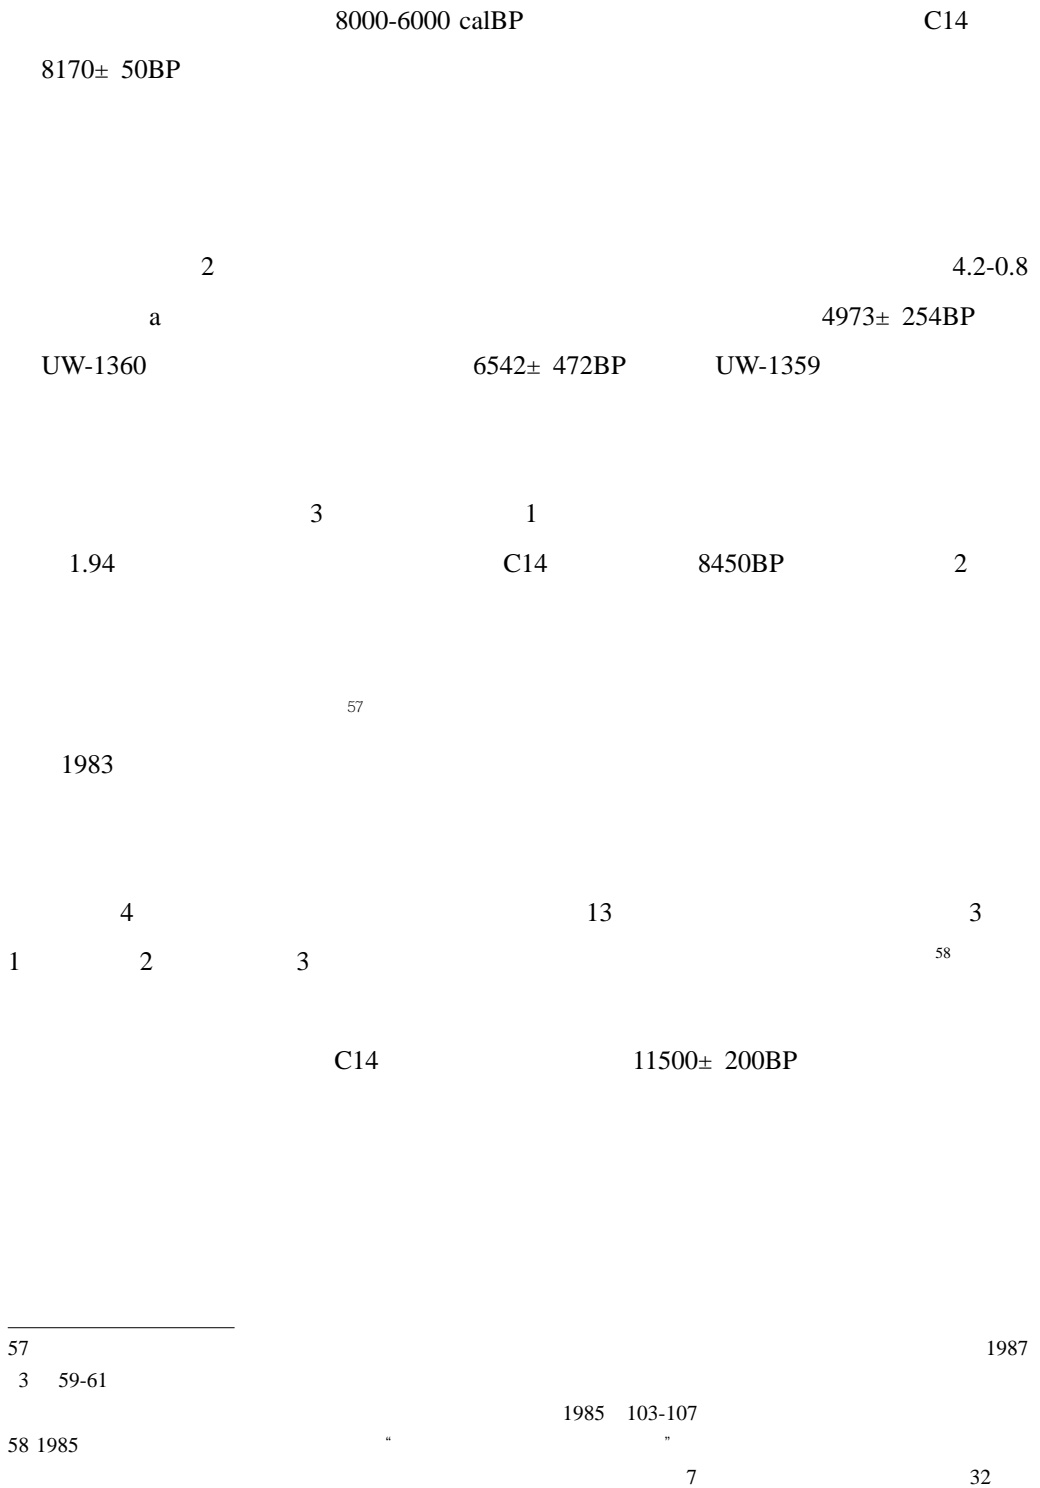 8000-6000 calBP C14
8170± 50BP
2 4.2-0.8
a 4973± 254BP
UW-1360 6542± 472BP UW-1359
3 1
1.94 C14 8450BP 2
57
1983
4 13 3
1 2 3 58
C14 11500± 200BP
57 1987
3 59-61
1985 103-107
58 1985 “ ”
7 32